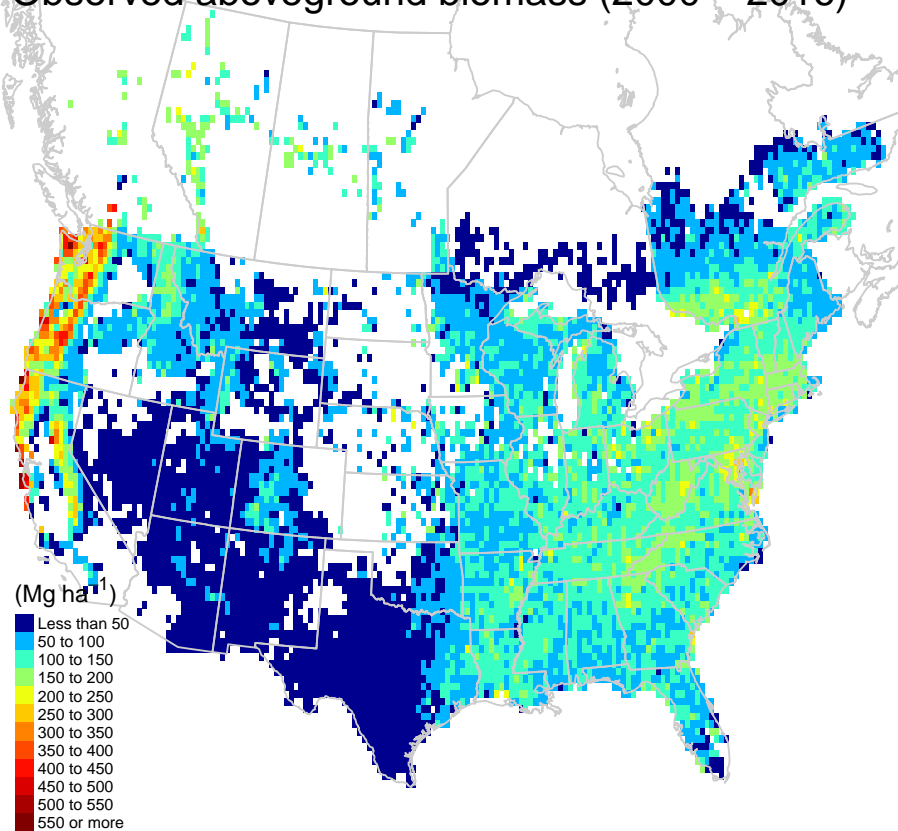 Observed aboveground biomass (2000 − 2016)
(Mg ha⁻¹)
Less than 50
50 to 100
100 to 150
150 to 200
200 to 250
250 to 300
300 to 350
350 to 400
400 to 450
450 to 500
500 to 550
550 or more